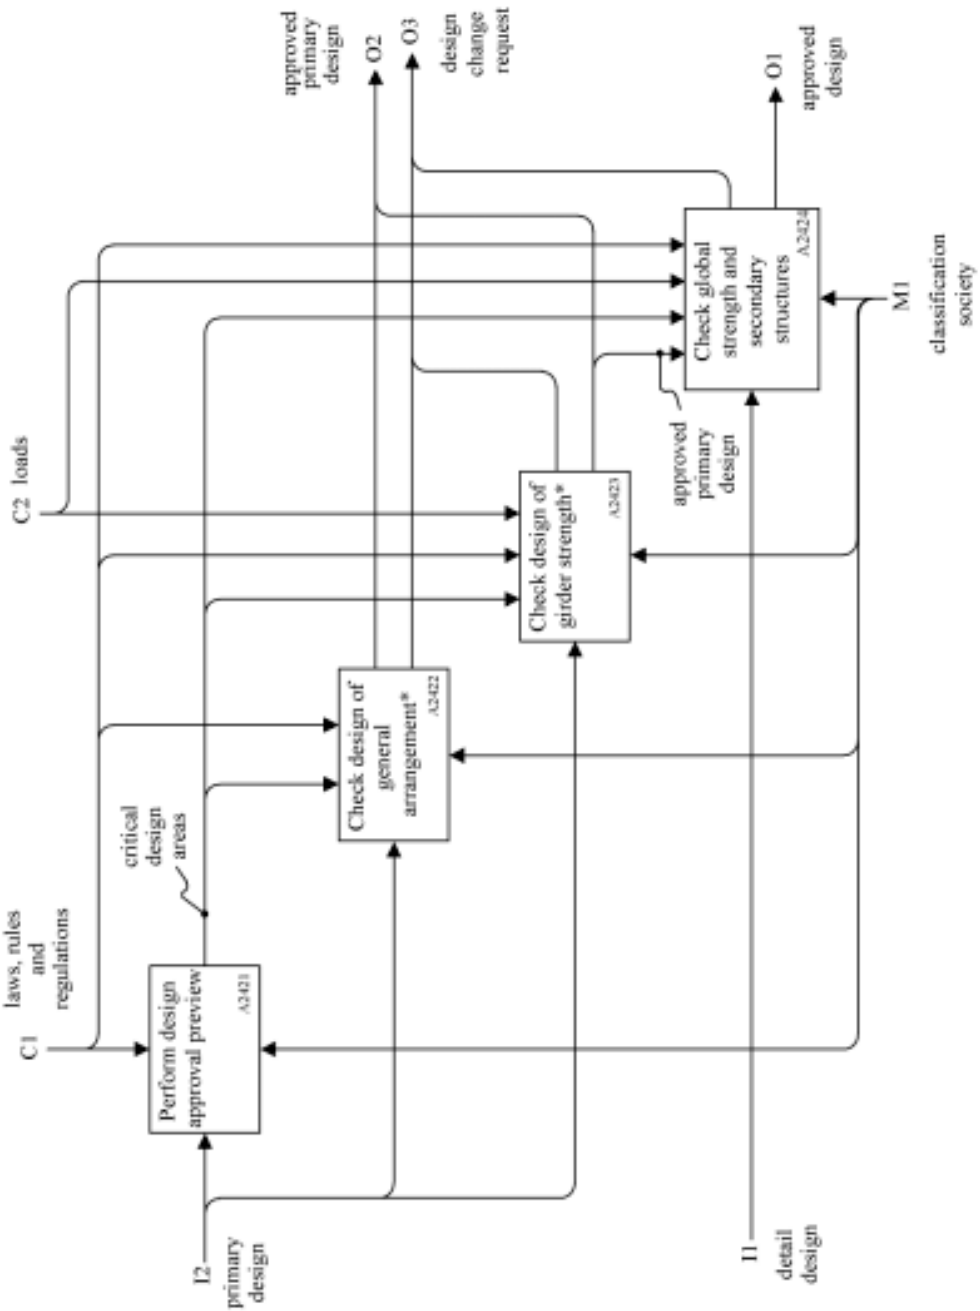 C1
laws, rules
and
regulations
C2 loads
Perform design
approval preview
A2421
critical
design
areas
I2
primary
design
Check design of
general
arrangement*
A2422
Check design of
girder strength*
A2423
approved
primary
design
Check global
strength and
secondary
structures
A2424
approved
primary
design
O2
O3
design
change
request
O1
approved
design
I1
detail
design
M1
classification
society